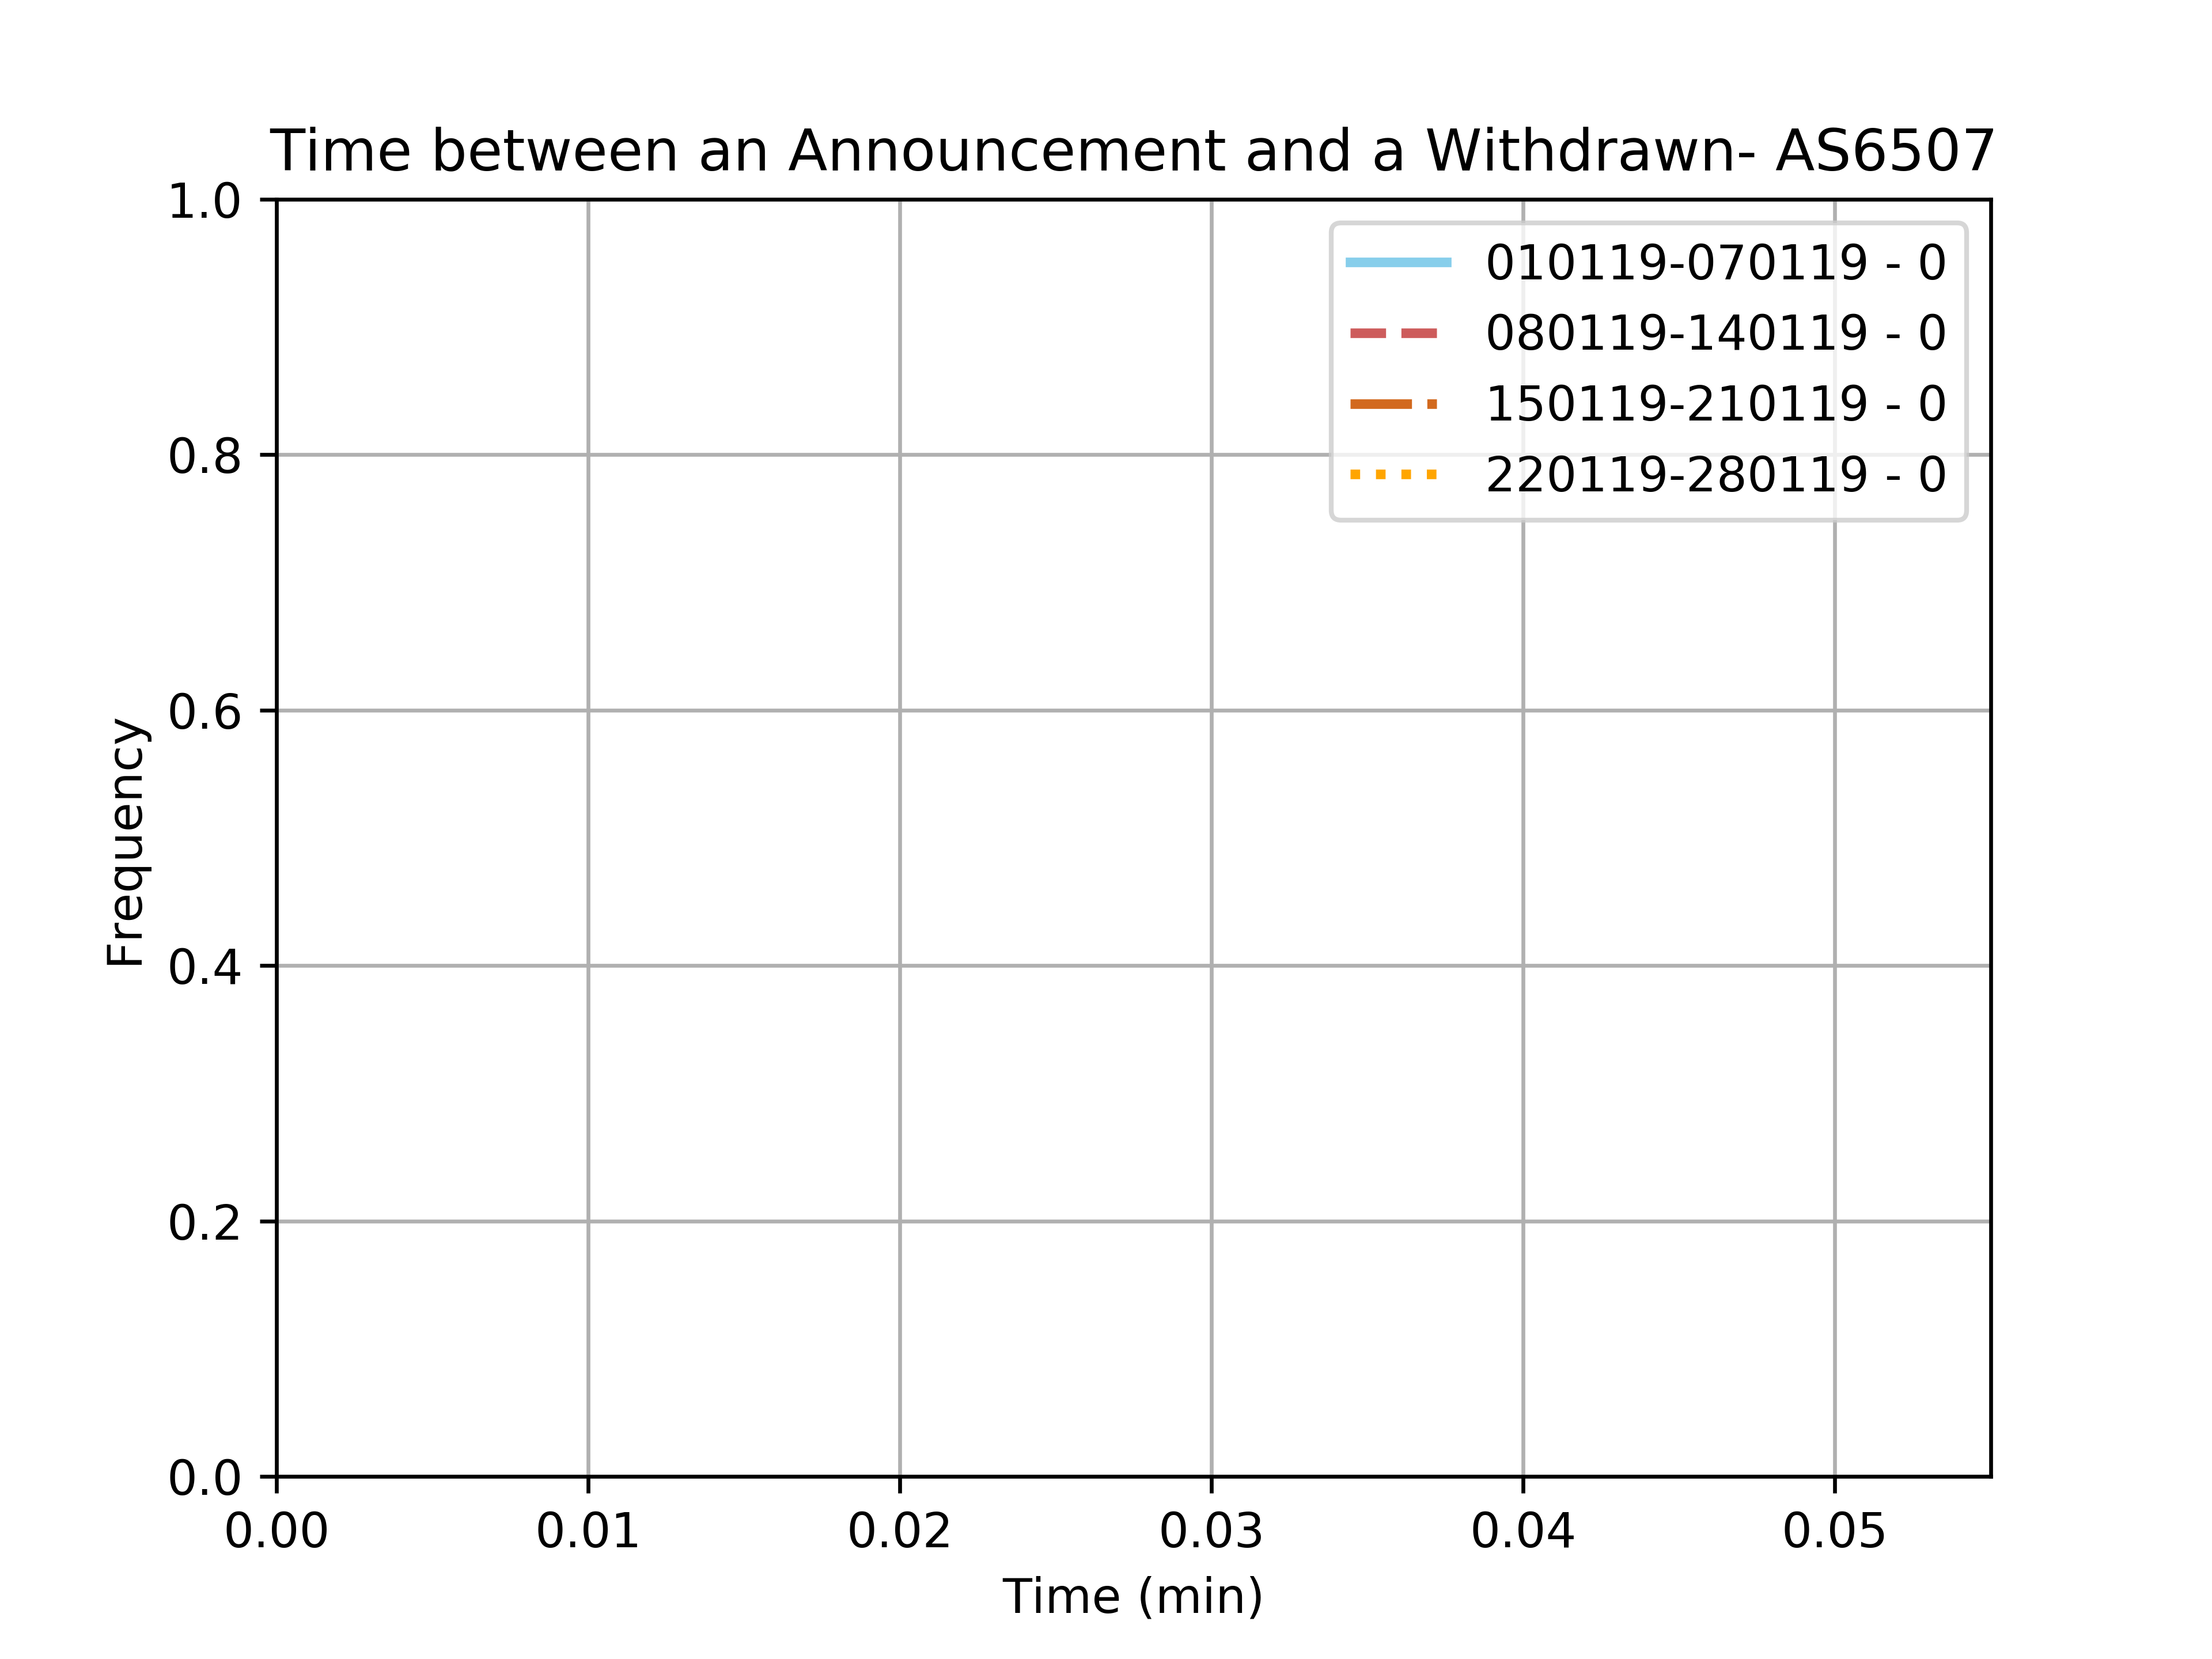 Time between an Announcement and a Withdrawn- AS6507
1.0
0.8
0.6
0.4
0.2
0.0
Frequency
010119-070119 - 0
080119-140119 - 0
150119-210119 - 0
220119-280119 - 0
0.00 0.01 0.02 0.03 0.04 0.05
Time (min)